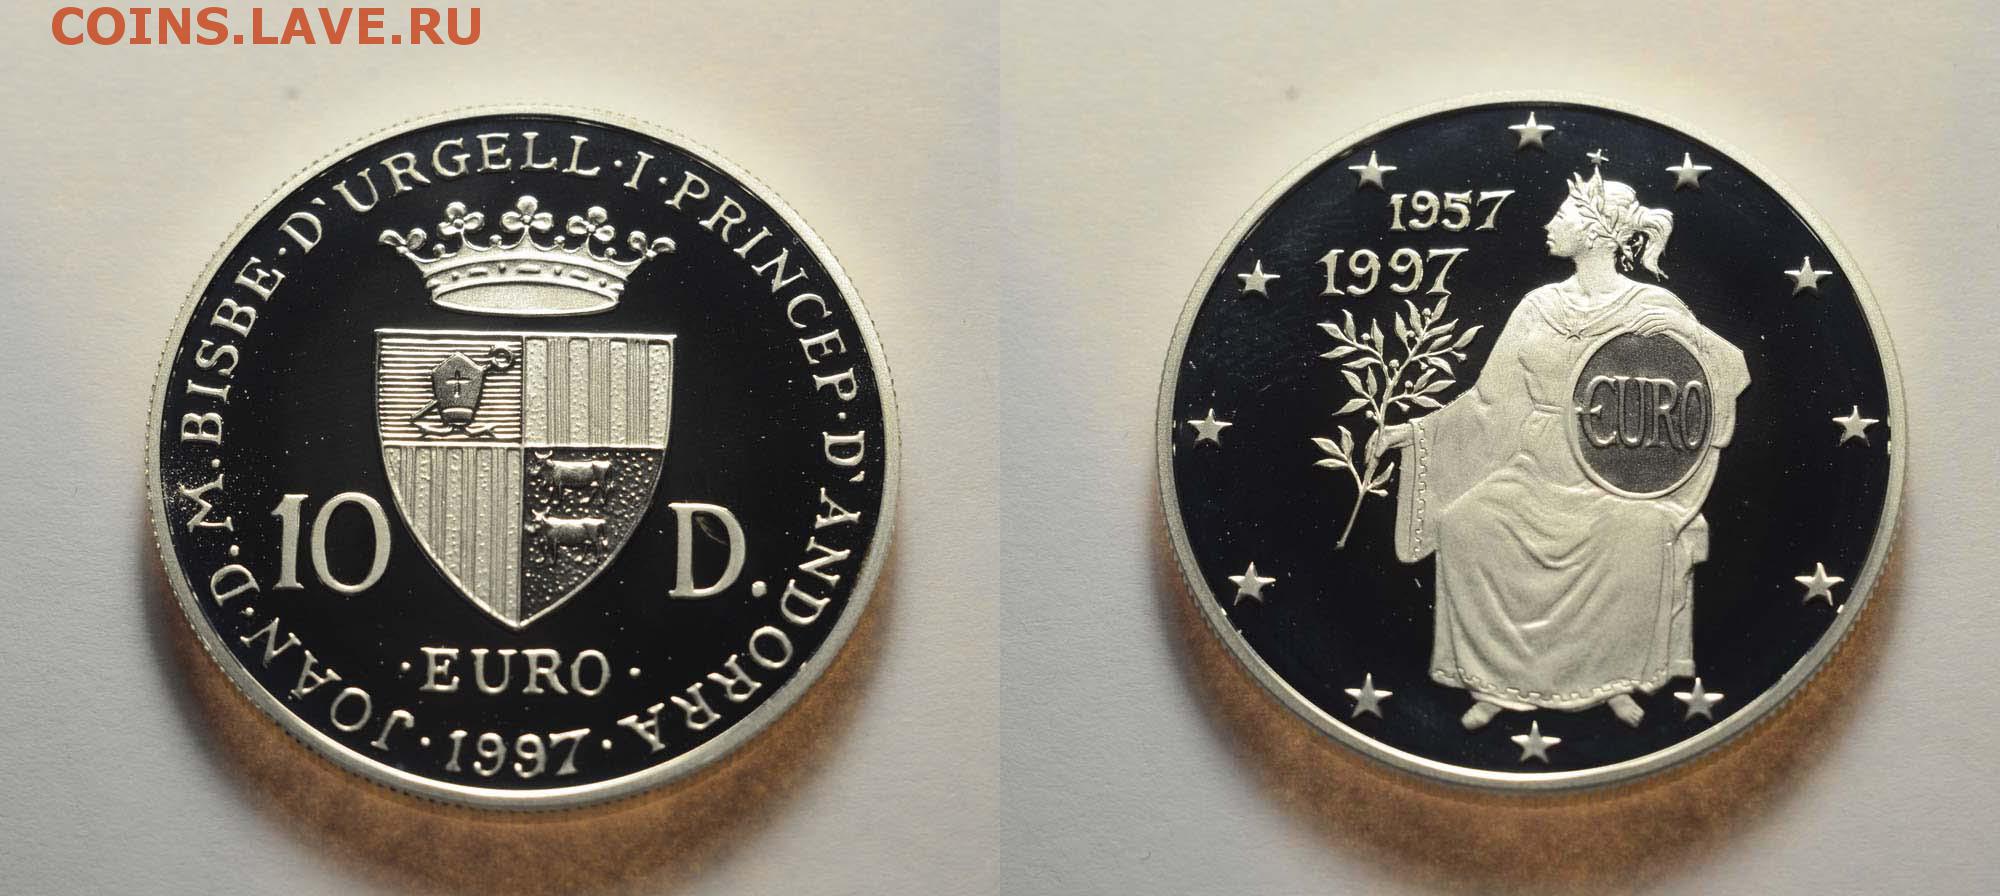 COINS.LAVE.RU
JOAN·D.·M.BISBE·D'URGELL·I·PRINCEP·D'ANDORRA
10 D.
·EURO·
·1997·
1957
1997
EURO